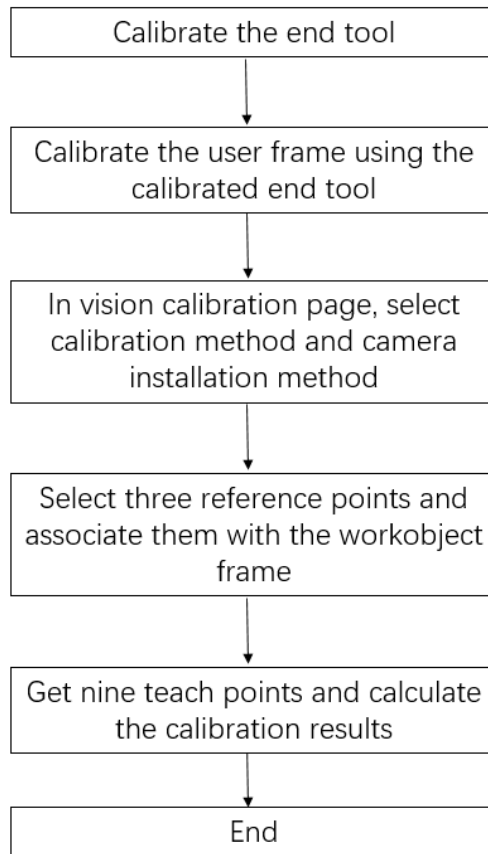 Calibrate the end tool
Calibrate the user frame using the
calibrated end tool
In vision calibration page, select
calibration method and camera
installation method
Select three reference points and
associate them with the workobject
frame
Get nine teach points and calculate
the calibration results
End